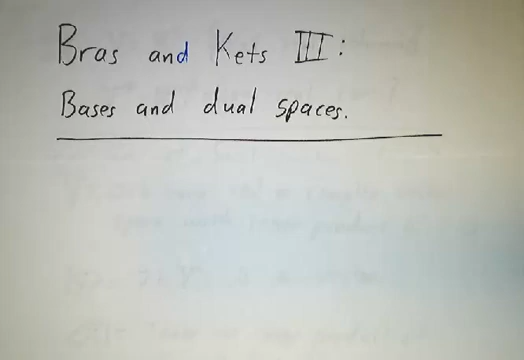 Bras and Kets III:
Bases and dual spaces.